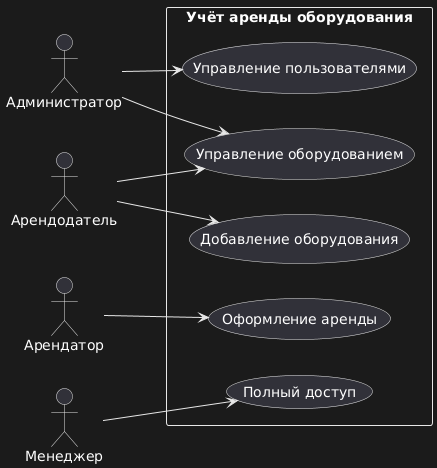 Учёт аренды оборудования
Управление пользователями
Администратор
Управление оборудованием
Арендодатель
Добавление оборудования
Оформление аренды
Арендатор
Полный доступ
Менеджер